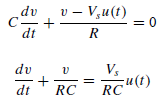 C dv/dt + (v − V_s u(t))/R = 0
dv/dt + v/RC = V_s/RC u(t)